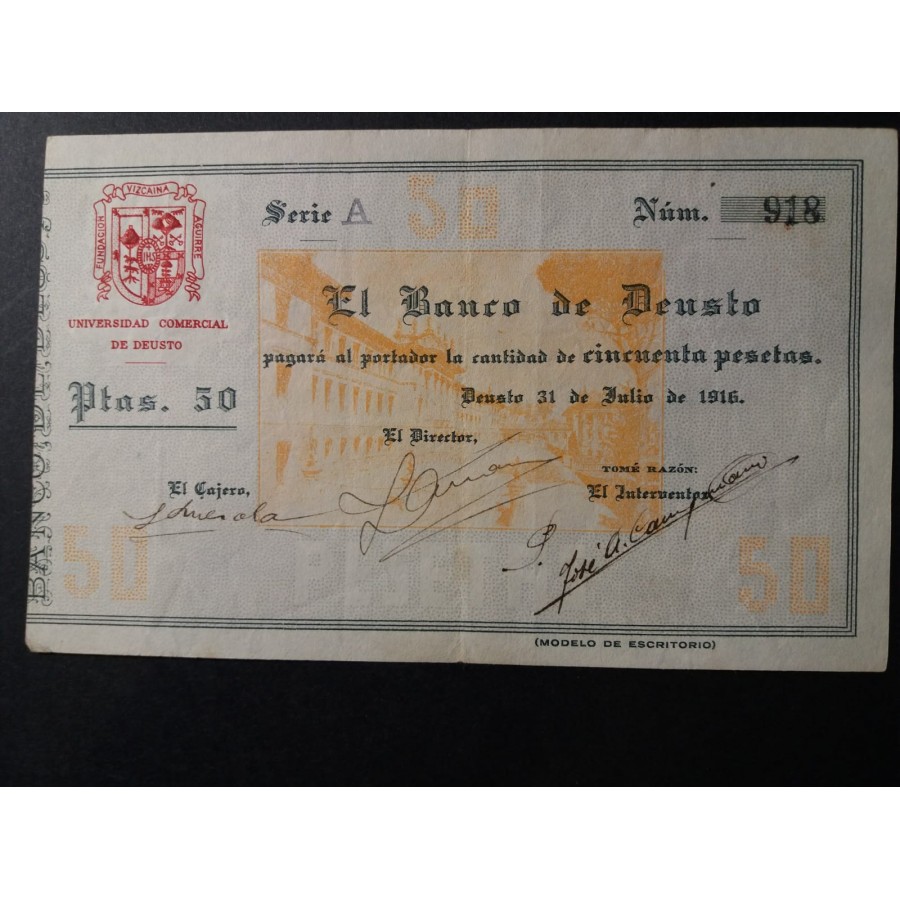 FUNDACION VIZCAINA AGUIRRE
IHS
UNIVERSIDAD COMERCIAL
DE DEUSTO
Ptas. 50
Serie A
50
Núm. 918
El Banco de Deusto
pagará al portador la cantidad de cincuenta pesetas.
Deusto 31 de Julio de 1916.
El Director,
El Cajero,
TOMÉ RAZÓN:
El Interventor
P.
José A.
50
50
(MODELO DE ESCRITORIO)